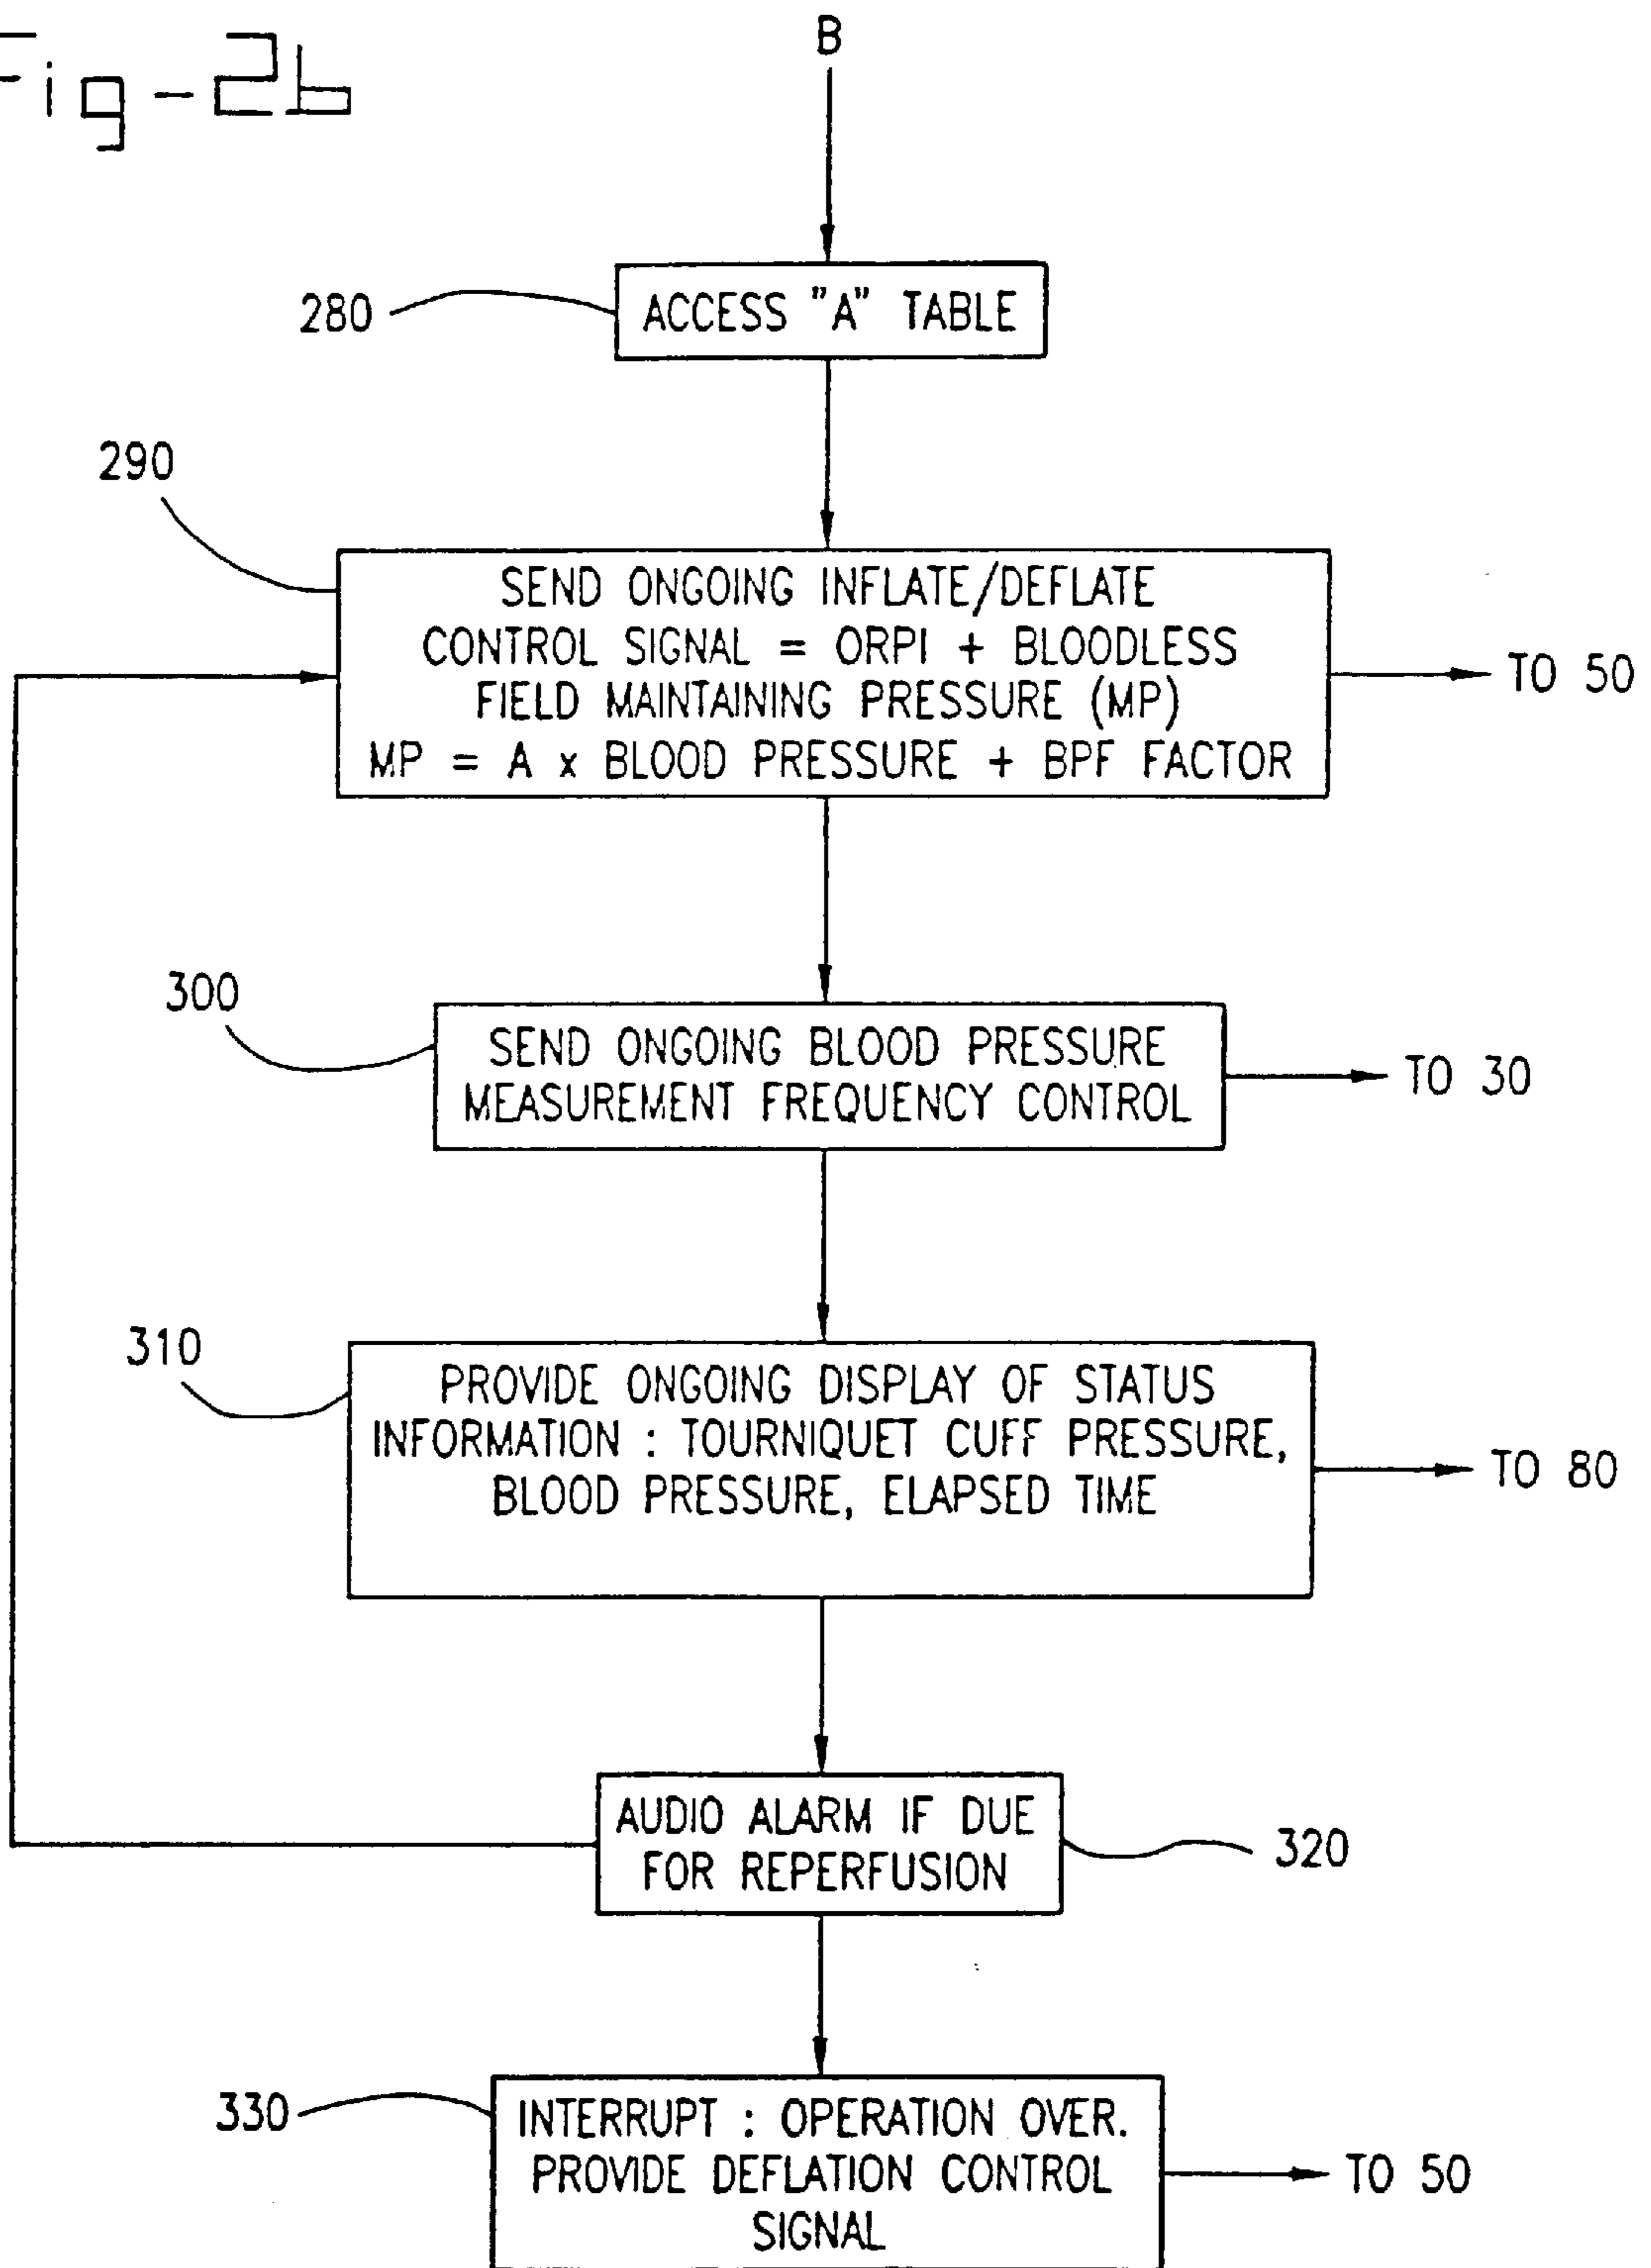 Fig-2b
B
280
ACCESS "A" TABLE
290
SEND ONGOING INFLATE/DEFLATE
CONTROL SIGNAL = ORPI + BLOODLESS
FIELD MAINTAINING PRESSURE (MP)
MP = A x BLOOD PRESSURE + BPF FACTOR
TO 50
300
SEND ONGOING BLOOD PRESSURE
MEASUREMENT FREQUENCY CONTROL
TO 30
310
PROVIDE ONGOING DISPLAY OF STATUS
INFORMATION : TOURNIQUET CUFF PRESSURE,
BLOOD PRESSURE, ELAPSED TIME
TO 80
AUDIO ALARM IF DUE
FOR REPERFUSION
320
330
INTERRUPT : OPERATION OVER.
PROVIDE DEFLATION CONTROL
SIGNAL
TO 50